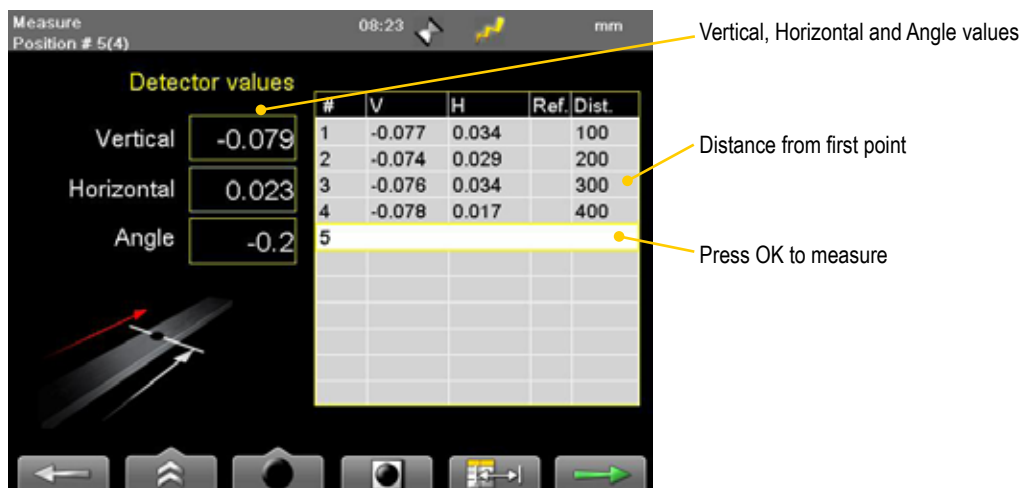 Measure
Position # 5(4)
08:23
mm
Detector values
Vertical -0.079
Horizontal 0.023
Angle -0.2
# V H Ref. Dist.
1 -0.077 0.034 100
2 -0.074 0.029 200
3 -0.076 0.034 300
4 -0.078 0.017 400
5
Vertical, Horizontal and Angle values
Distance from first point
Press OK to measure